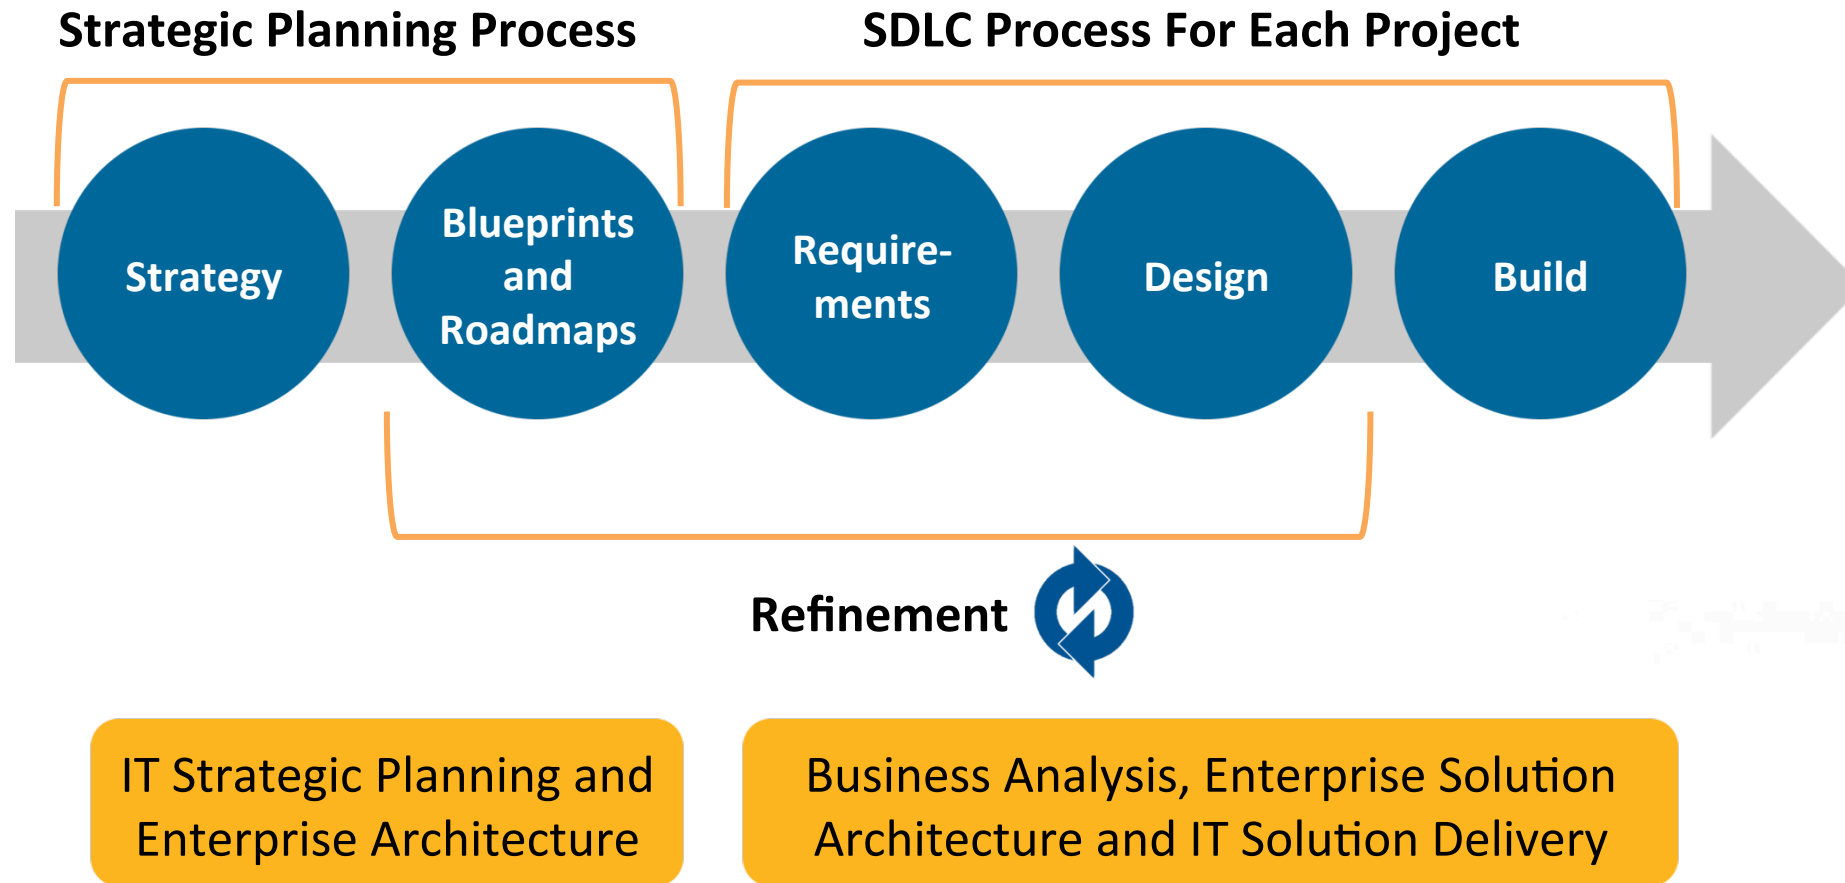 Strategic Planning Process
SDLC Process For Each Project
Strategy
Blueprints
and
Roadmaps
Require-
ments
Design
Build
Refinement
IT Strategic Planning and
Enterprise Architecture
Business Analysis, Enterprise Solution
Architecture and IT Solution Delivery